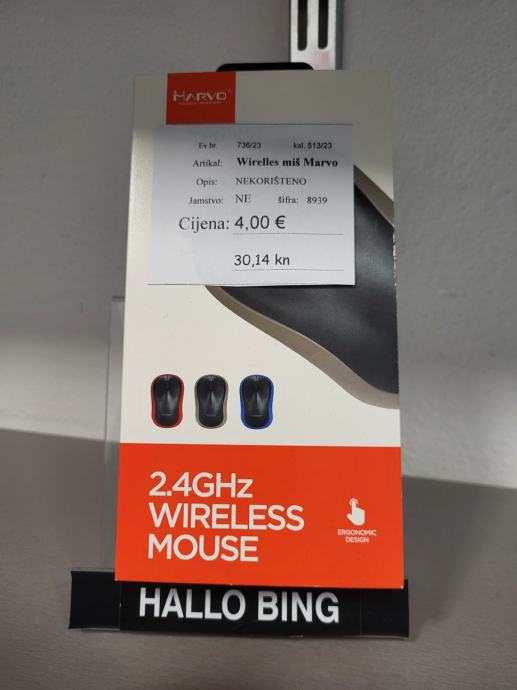 MARVO
Ev.br. 736/23 kal. 513/23
Artikal: Wirelles miš Marvo
Opis: NEKORIŠTENO
Jamstvo: NE šifra: 8939
Cijena: 4,00 €
30,14 kn
2.4GHz
WIRELESS
MOUSE
ERGONOMIC
DESIGN
HALLO BING